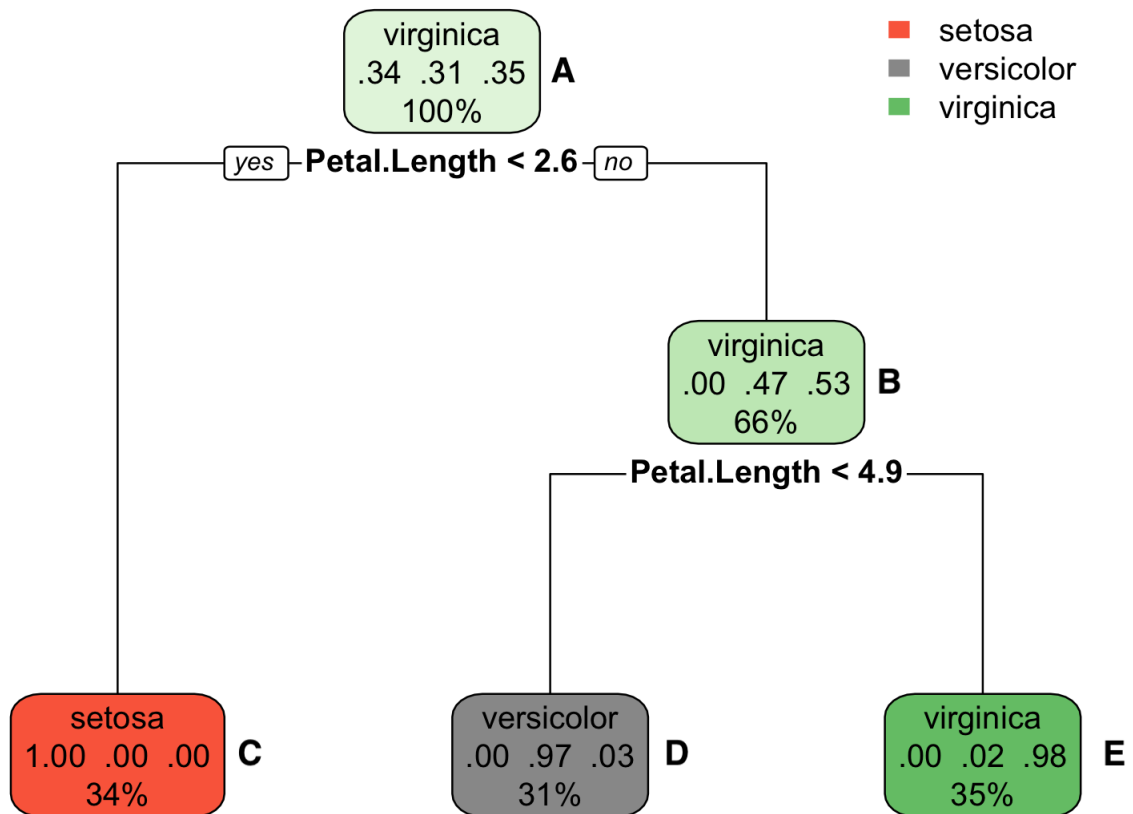 virginica
.34 .31 .35
100%
A
setosa
versicolor
virginica
yes Petal.Length < 2.6 no
virginica
.00 .47 .53
66%
B
Petal.Length < 4.9
setosa
1.00 .00 .00
34%
C
versicolor
.00 .97 .03
31%
D
virginica
.00 .02 .98
35%
E